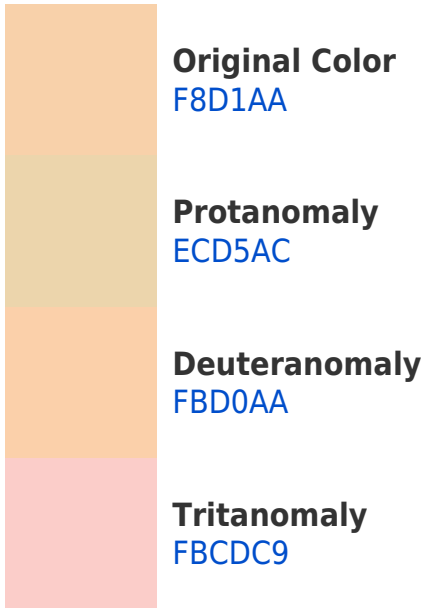 Original Color
F8D1AA
Protanomaly
ECD5AC
Deuteranomaly
FBD0AA
Tritanomaly
FBCDC9